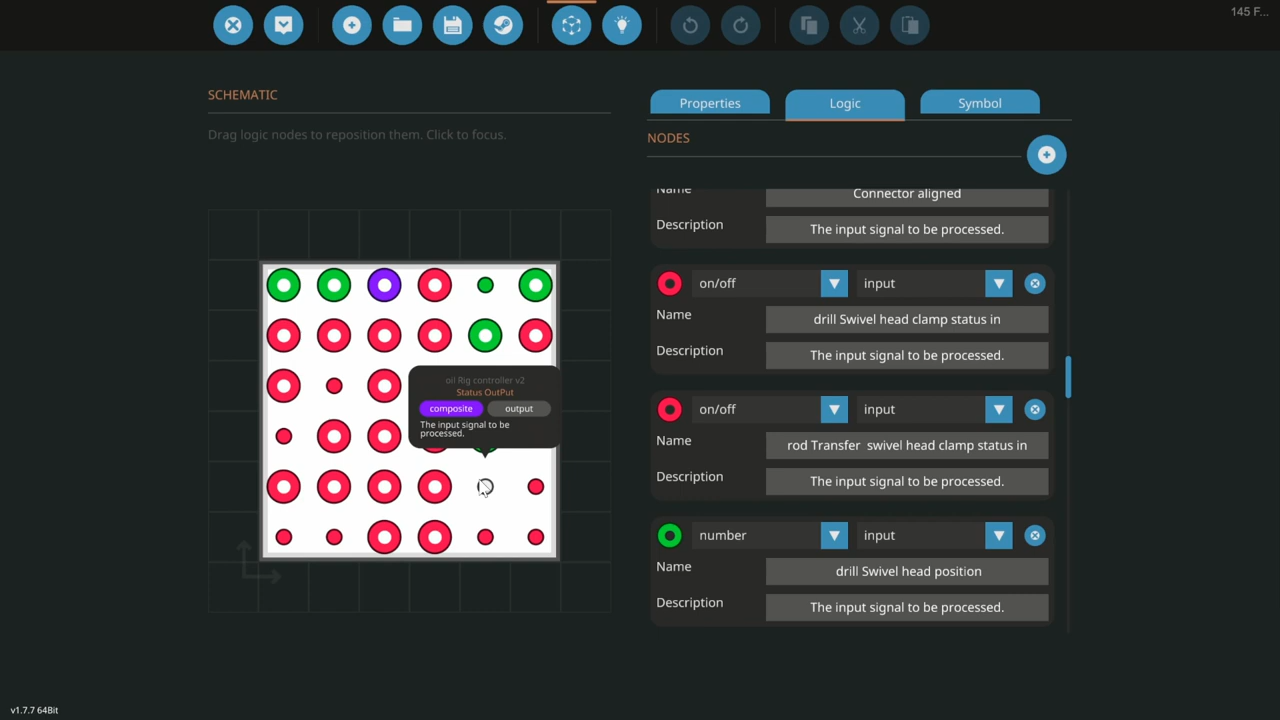 145 F...
SCHEMATIC
Drag logic nodes to reposition them. Click to focus.
Properties
Logic
Symbol
NODES
Name
Connector aligned
Description
The input signal to be processed.
on/off
input
Name
drill Swivel head clamp status in
Description
The input signal to be processed.
on/off
input
Name
rod Transfer  swivel head clamp status in
Description
The input signal to be processed.
number
input
Name
drill Swivel head position
Description
The input signal to be processed.
oil Rig controller v2
Status OutPut
composite
output
The input signal to be
processed.
v1.7.7 64Bit